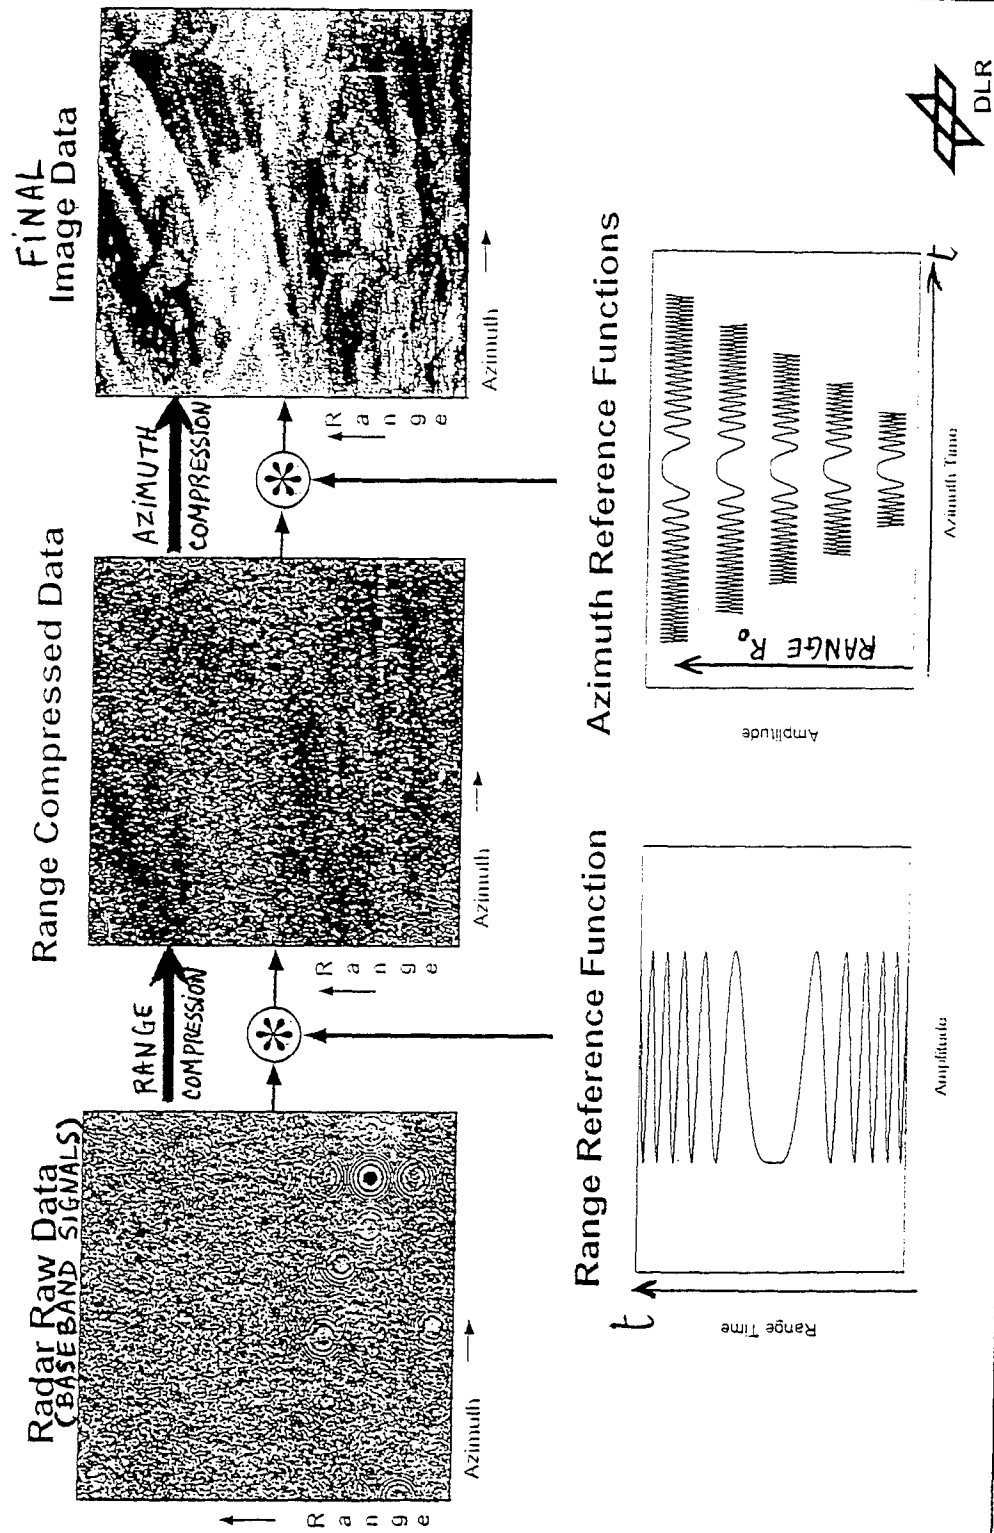 Radar Raw Data
(BASEBAND SIGNALS)
Range
Azimuth
RANGE
COMPRESSION
Range Compressed Data
Range
Azimuth
AZIMUTH
COMPRESSION
FINAL
Image Data
Range
Azimuth
Range Reference Function
t
Range Time
Amplitude
Azimuth Reference Functions
Amplitude
RANGE R₀
Azimuth Time
t
DLR